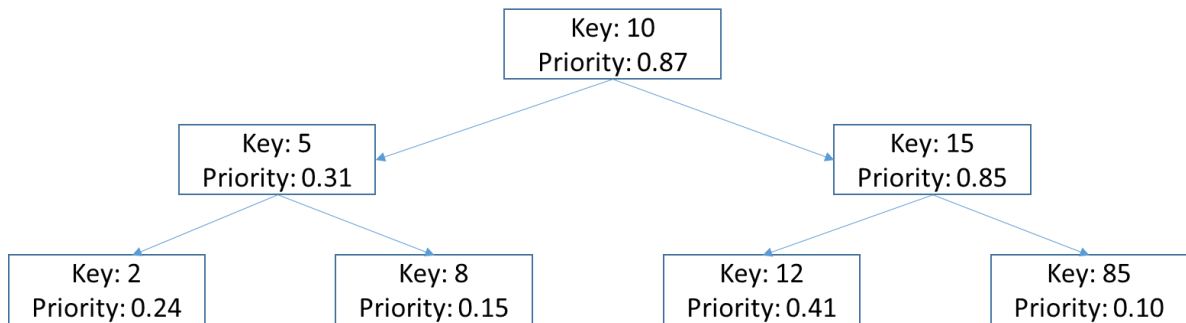 Key: 10
Priority: 0.87
Key: 5
Priority: 0.31
Key: 15
Priority: 0.85
Key: 2
Priority: 0.24
Key: 8
Priority: 0.15
Key: 12
Priority: 0.41
Key: 85
Priority: 0.10